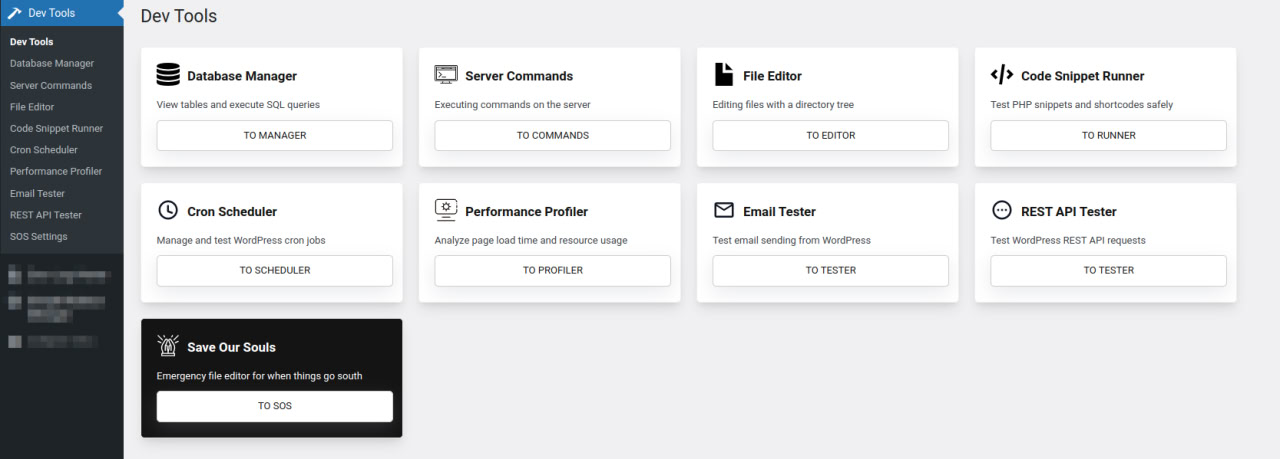 Dev Tools
Dev Tools
Database Manager
Server Commands
File Editor
Code Snippet Runner
Cron Scheduler
Performance Profiler
Email Tester
REST API Tester
SOS Settings
Dev Tools
Database Manager
View tables and execute SQL queries
TO MANAGER
Server Commands
Executing commands on the server
TO COMMANDS
File Editor
Editing files with a directory tree
TO EDITOR
Code Snippet Runner
Test PHP snippets and shortcodes safely
TO RUNNER
Cron Scheduler
Manage and test WordPress cron jobs
TO SCHEDULER
Performance Profiler
Analyze page load time and resource usage
TO PROFILER
Email Tester
Test email sending from WordPress
TO TESTER
REST API Tester
Test WordPress REST API requests
TO TESTER
Save Our Souls
Emergency file editor for when things go south
TO SOS